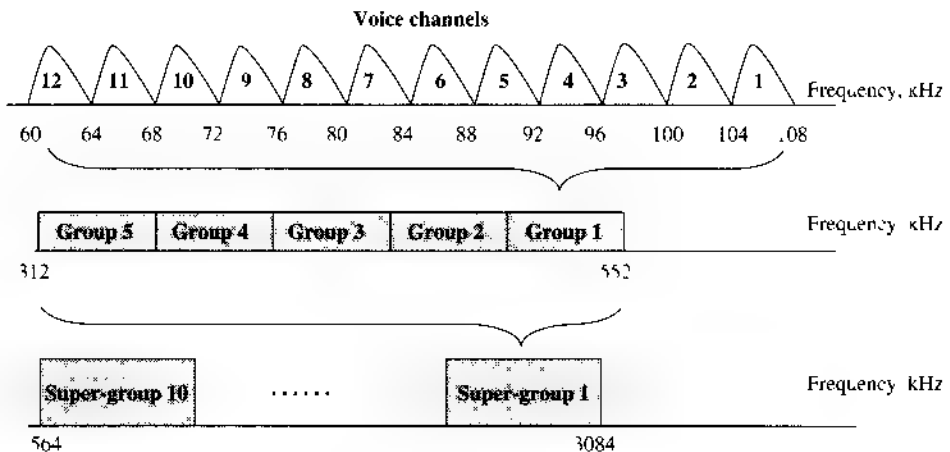 Voice channels
12 11 10 9 8 7 6 5 4 3 2 1
Frequency, кHz
60 64 68 72 76 80 84 88 92 96 100 104 108
Group 5 Group 4 Group 3 Group 2 Group 1
Frequency кHz
312 552
Super-group 10 ...... Super-group 1
Frequency kHz
564 3084